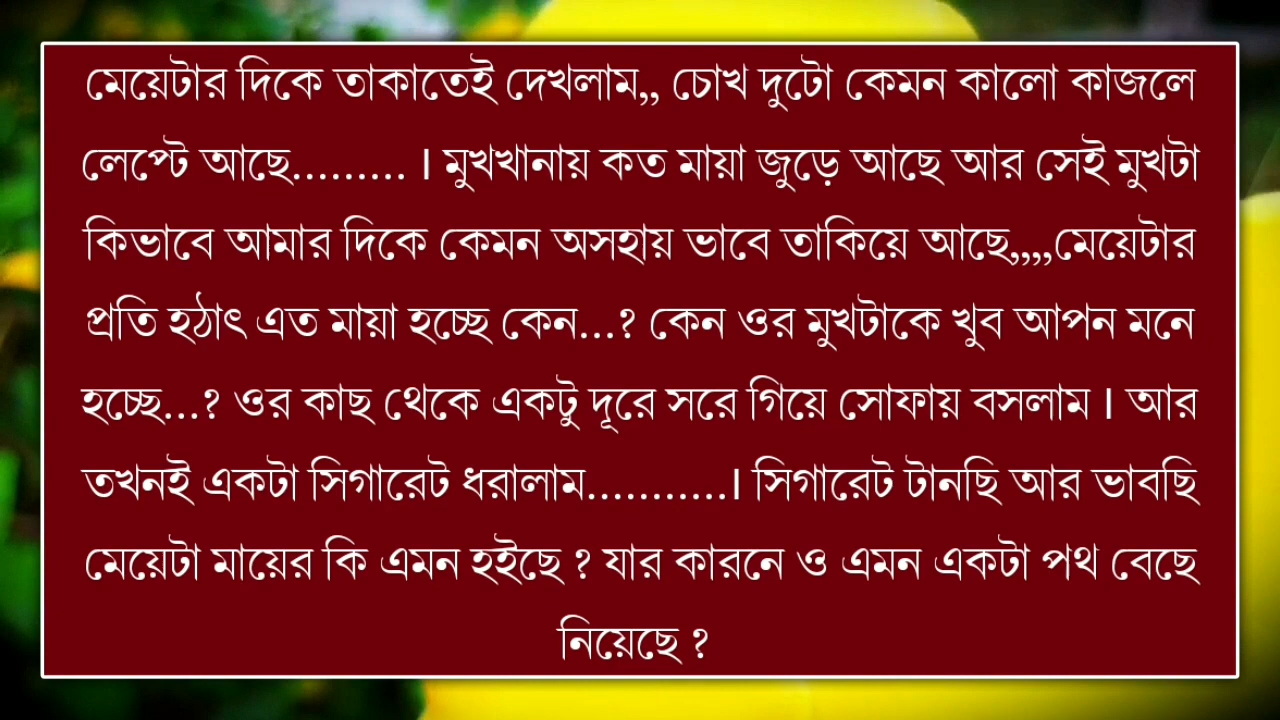 মেয়েটার দিকে তাকাতেই দেখলাম,, চোখ দুটো কেমন কালো কাজলে
লেপ্টে আছে......... । মুখখানায় কত মায়া জুড়ে আছে আর সেই মুখটা
কিভাবে আমার দিকে কেমন অসহায় ভাবে তাকিয়ে আছে,,,,মেয়েটার
প্রতি হঠাৎ এত মায়া হচ্ছে কেন...? কেন ওর মুখটাকে খুব আপন মনে
হচ্ছে...? ওর কাছ থেকে একটু দূরে সরে গিয়ে সোফায় বসলাম । আর
তখনই একটা সিগারেট ধরালাম...........। সিগারেট টানছি আর ভাবছি
মেয়েটা মায়ের কি এমন হইছে ? যার কারনে ও এমন একটা পথ বেছে
নিয়েছে ?